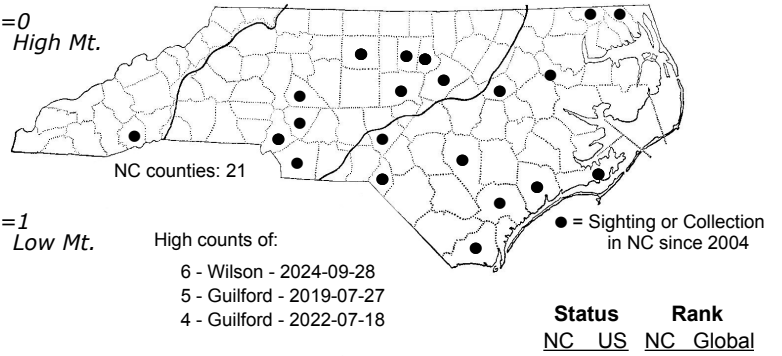 =0
High Mt.
NC counties: 21
=1
Low Mt.
High counts of:
6 - Wilson - 2024-09-28
5 - Guilford - 2019-07-27
4 - Guilford - 2022-07-18
● = Sighting or Collection
in NC since 2004
Status Rank
NC US NC Global